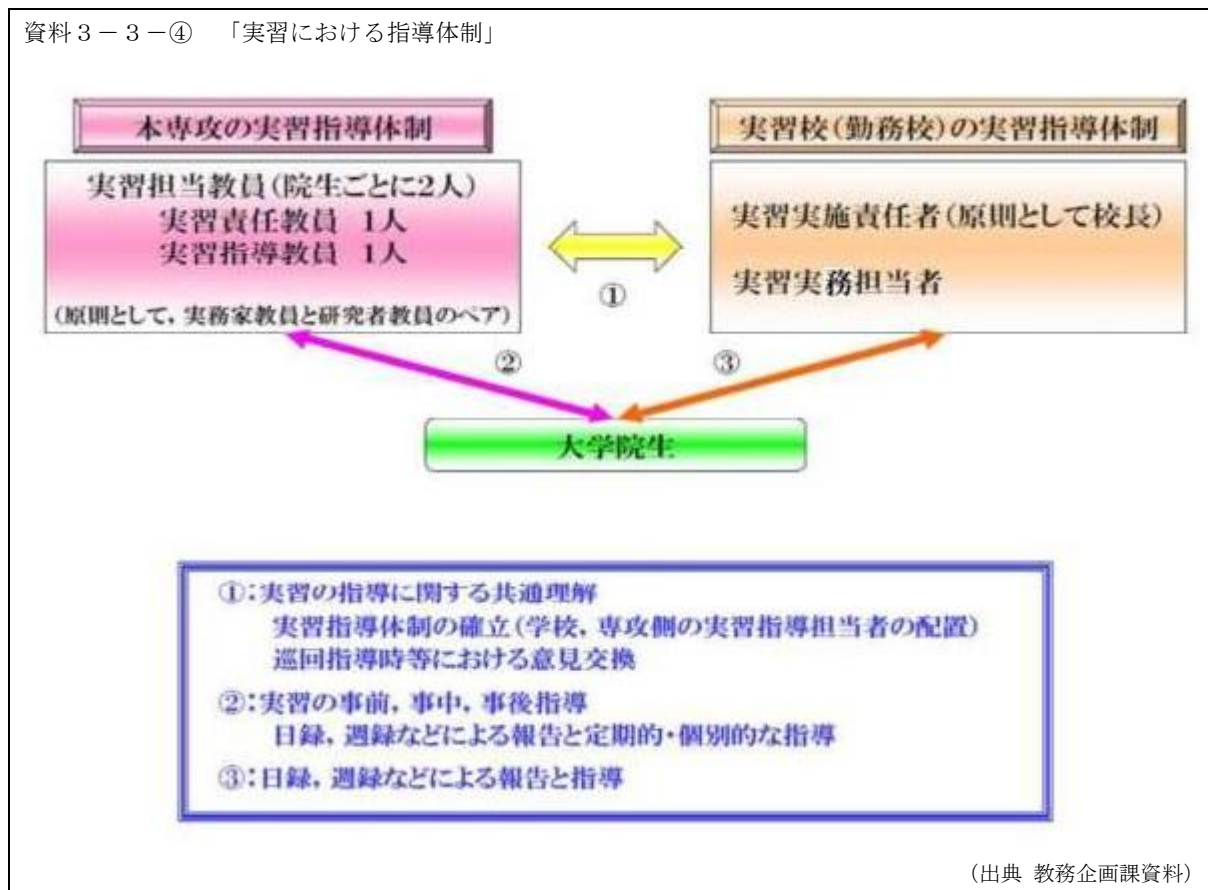 資料3-3-④ 「実習における指導体制」
本専攻の実習指導体制
実習担当教員(院生ごとに2人)
実習責任教員 1人
実習指導教員 1人
(原則として,実務家教員と研究者教員のペア)
①
実習校(勤務校)の実習指導体制
実習実施責任者(原則として校長)
実習実務担当者
②
③
大学院生
①:実習の指導に関する共通理解
実習指導体制の確立(学校,専攻側の実習指導担当者の配置)
巡回指導時等における意見交換
②:実習の事前,事中,事後指導
日録,週録などによる報告と定期的・個別的な指導
③:日録,週録などによる報告と指導
(出典 教務企画課資料)